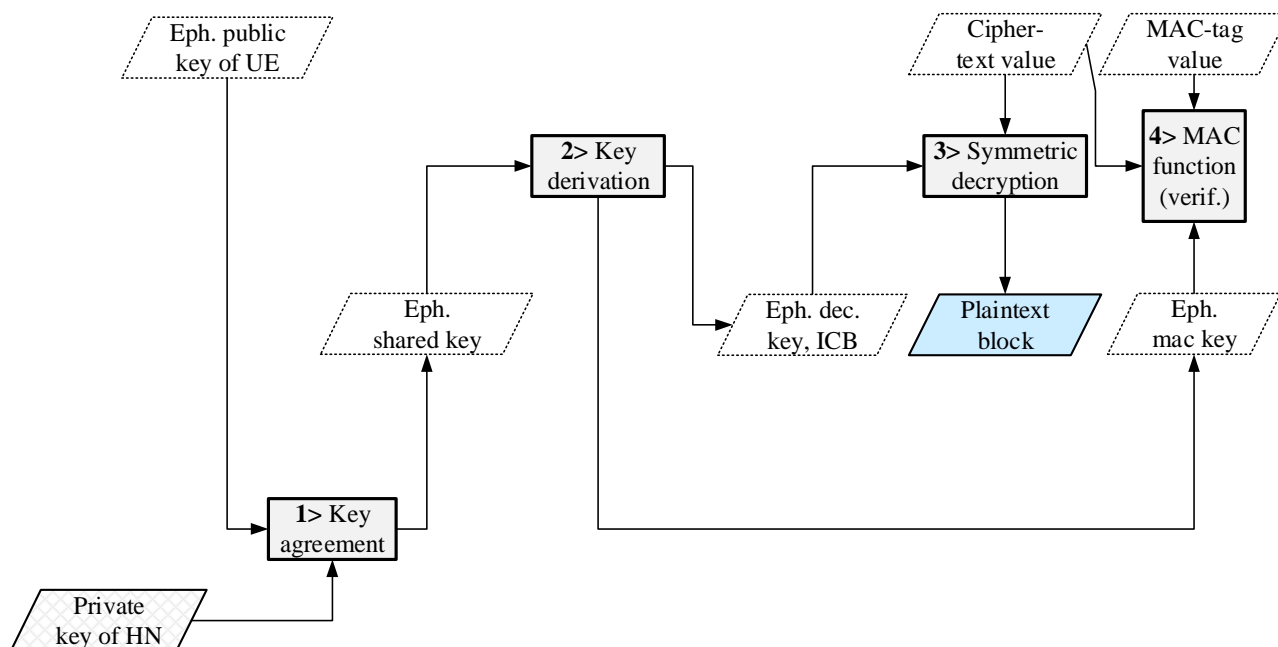 Eph. public
key of UE
Cipher-
text value
MAC-tag
value
2> Key
derivation
3> Symmetric
decryption
4> MAC
function
(verif.)
Eph.
shared key
Eph. dec.
key, ICB
Plaintext
block
Eph.
mac key
1> Key
agreement
Private
key of HN